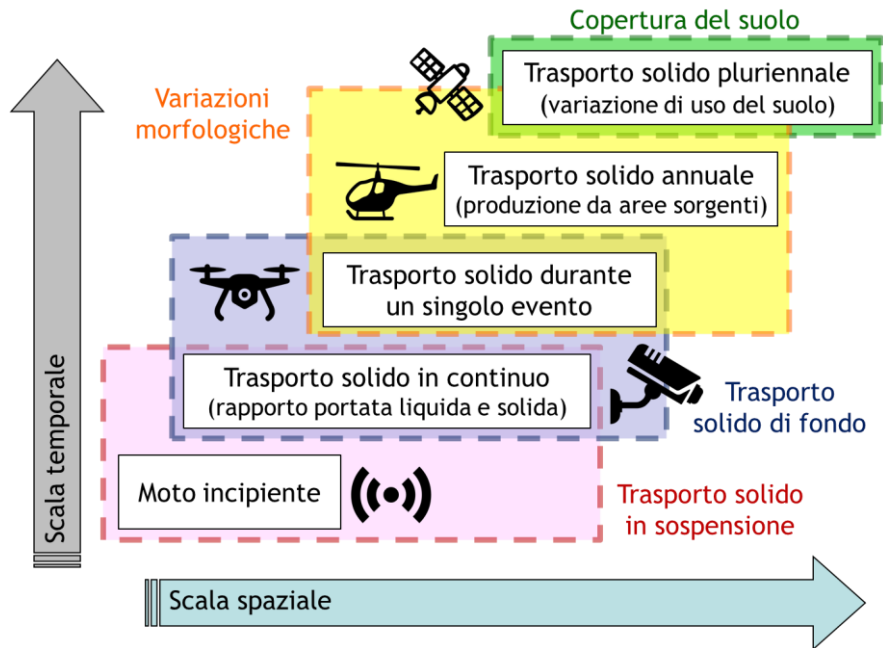 Copertura del suolo
Trasporto solido pluriennale
(variazione di uso del suolo)
Variazioni
morfologiche
Trasporto solido annuale
(produzione da aree sorgenti)
Trasporto solido durante
un singolo evento
Trasporto solido in continuo
(rapporto portata liquida e solida)
Trasporto
solido di fondo
Moto incipiente
Trasporto solido
in sospensione
Scala temporale
Scala spaziale